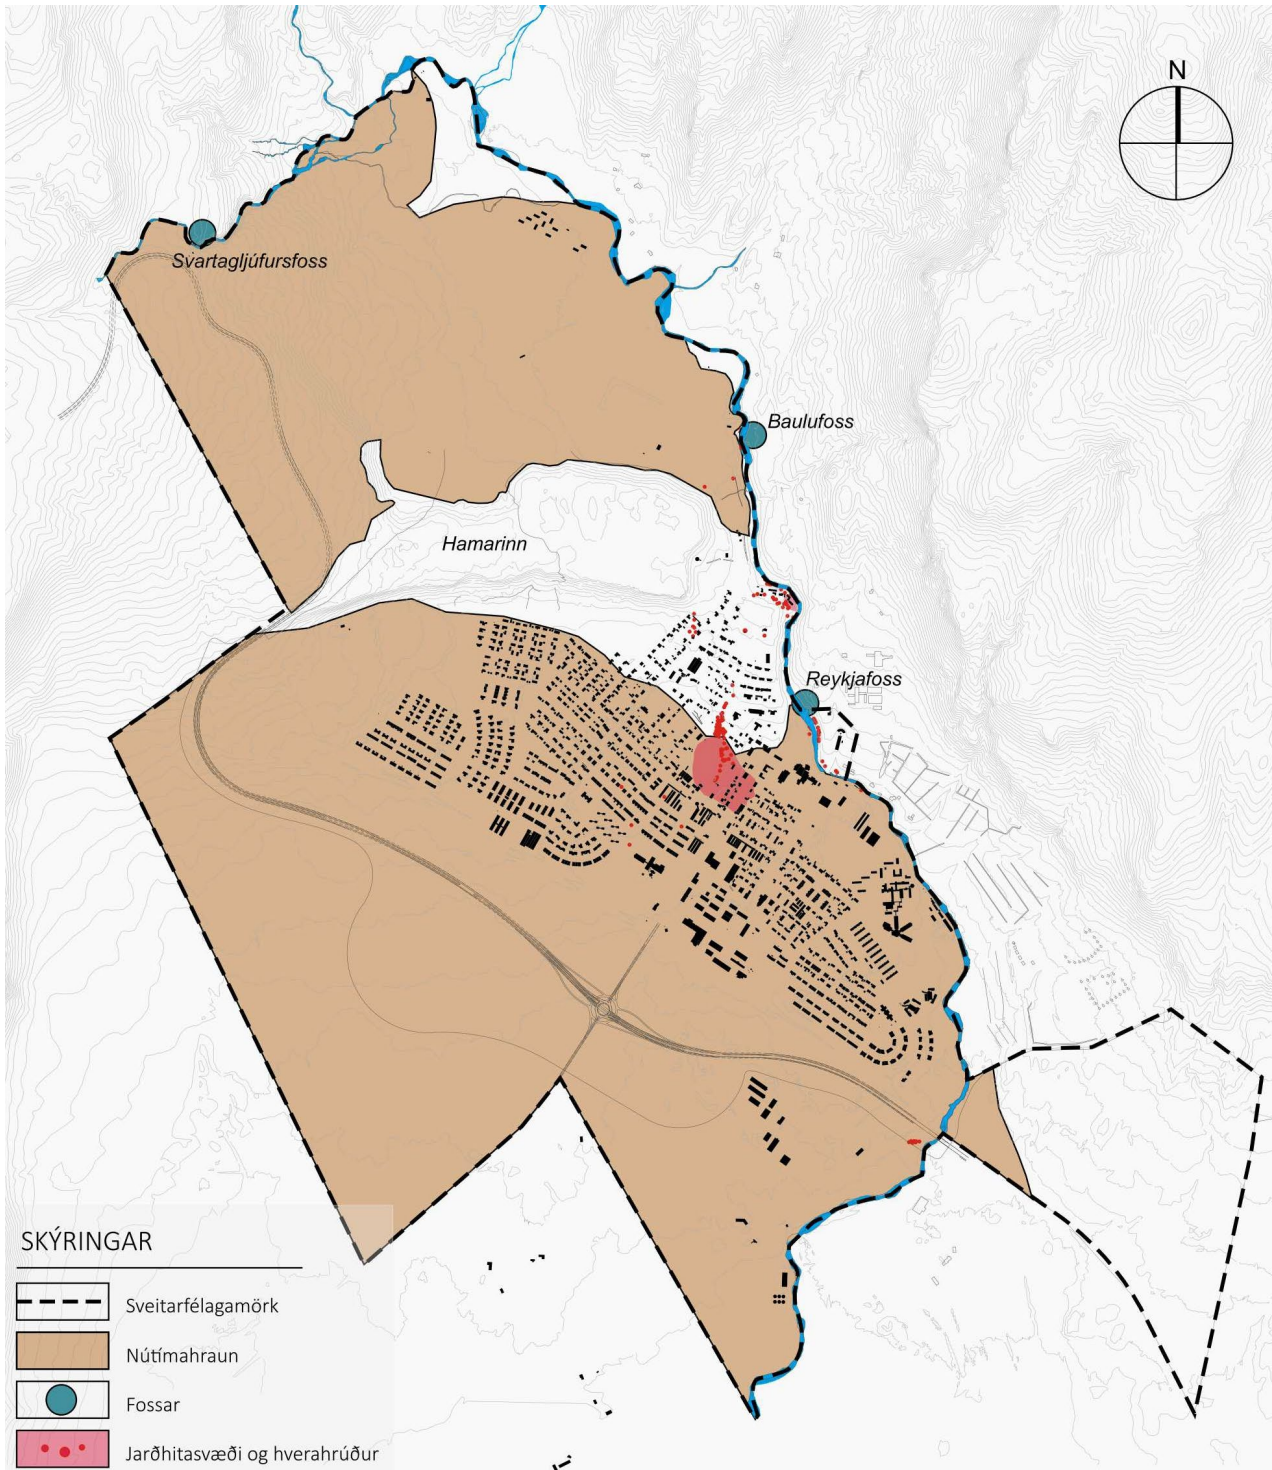 N
Svartagljúfursfoss
Baulufoss
Hamarinn
Reykjafoss
SKÝRINGAR
Sveitarfélagamörk
Nútímahraun
Fossar
Jarðhitasvæði og hverahrúður